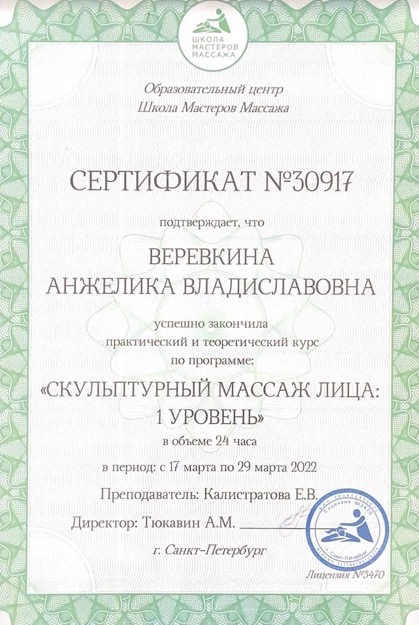 ШКОЛА
МАСТЕРОВ
МАССАЖА
Образовательный центр
Школа Мастеров Массажа
СЕРТИФИКАТ №30917
подтверждает, что
ВЕРЕВКИНА
АНЖЕЛИКА ВЛАДИСЛАВОВНА
успешно закончила
практический и теоретический курс
по программе:
«СКУЛЬПТУРНЫЙ МАССАЖ ЛИЦА:
1 УРОВЕНЬ»
в объеме 24 часа
в период: с 17 марта по 29 марта 2022
Преподаватель: Калистратова Е.В.
Директор: Тюкавин А.М.
г. Санкт-Петербург
Лицензия №3470